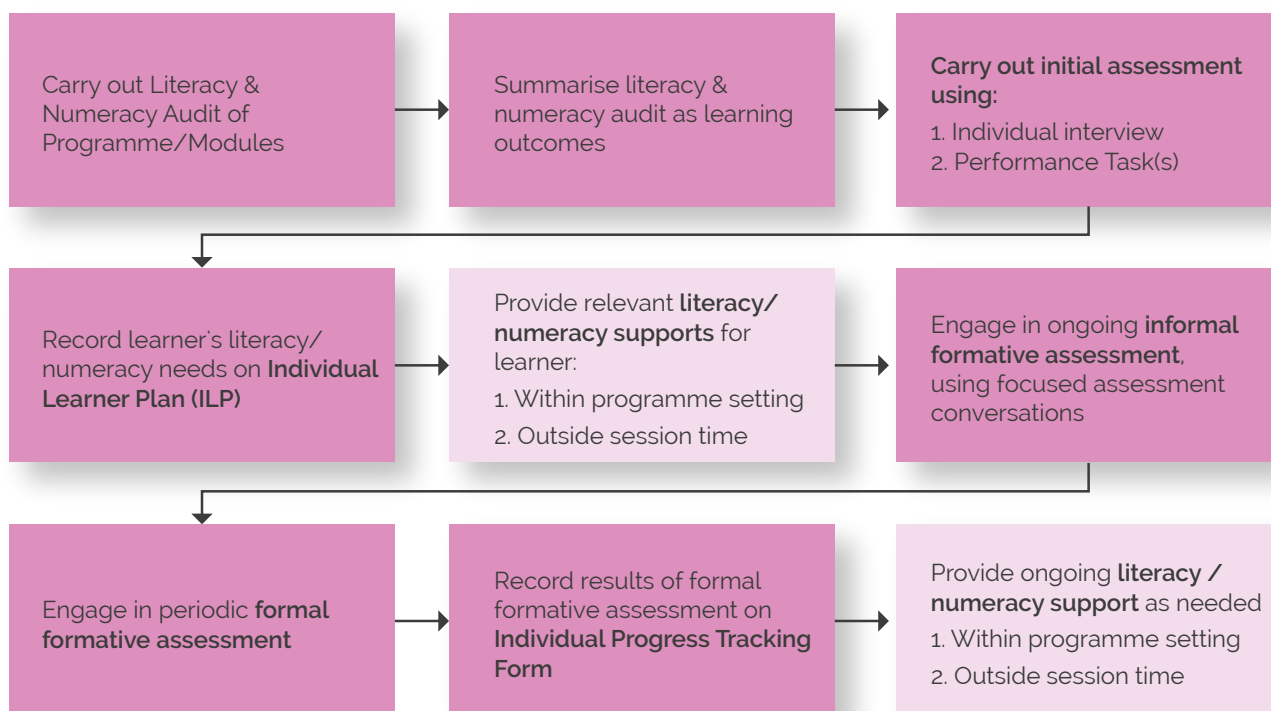 Carry out Literacy &
Numeracy Audit of
Programme/Modules
Summarise literacy &
numeracy audit as learning
outcomes
Carry out initial assessment
using:
1. Individual interview
2. Performance Task(s)
Record learner's literacy/
numeracy needs on Individual
Learner Plan (ILP)
Provide relevant literacy/
numeracy supports for
learner:
1. Within programme setting
2. Outside session time
Engage in ongoing informal
formative assessment,
using focused assessment
conversations
Engage in periodic formal
formative assessment
Record results of formal
formative assessment on
Individual Progress Tracking
Form
Provide ongoing literacy /
numeracy support as needed
1. Within programme setting
2. Outside session time